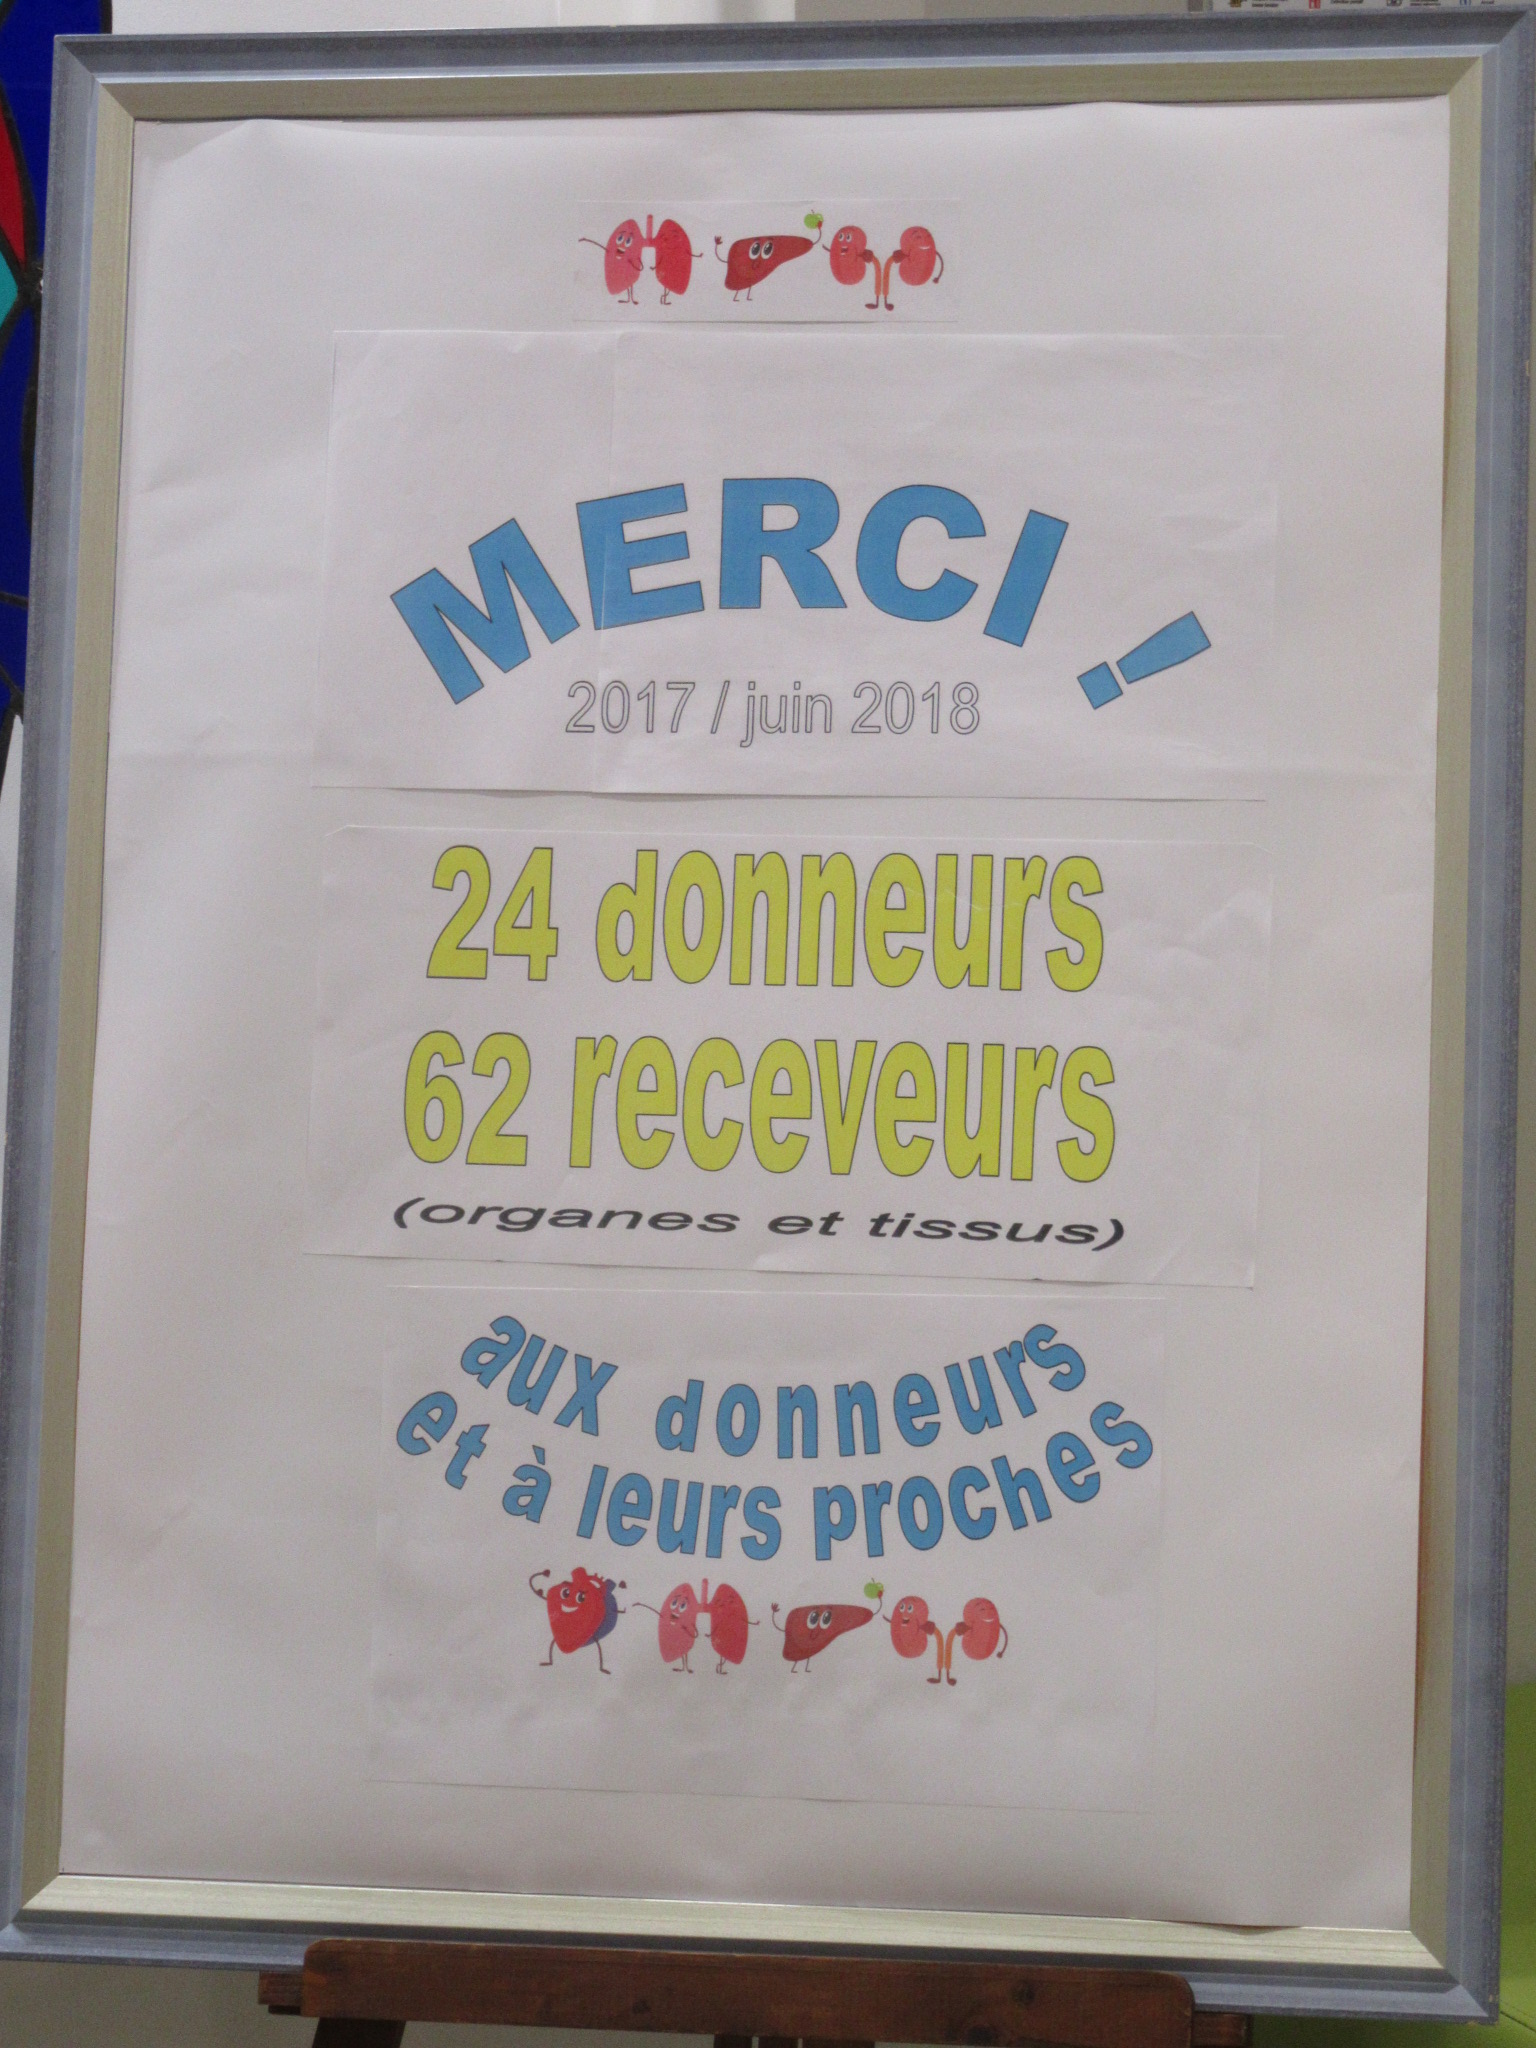 MERCI !
2017 / juin 2018
24 donneurs
62 receveurs
(organes et tissus)
aux donneurs
et à leurs proches